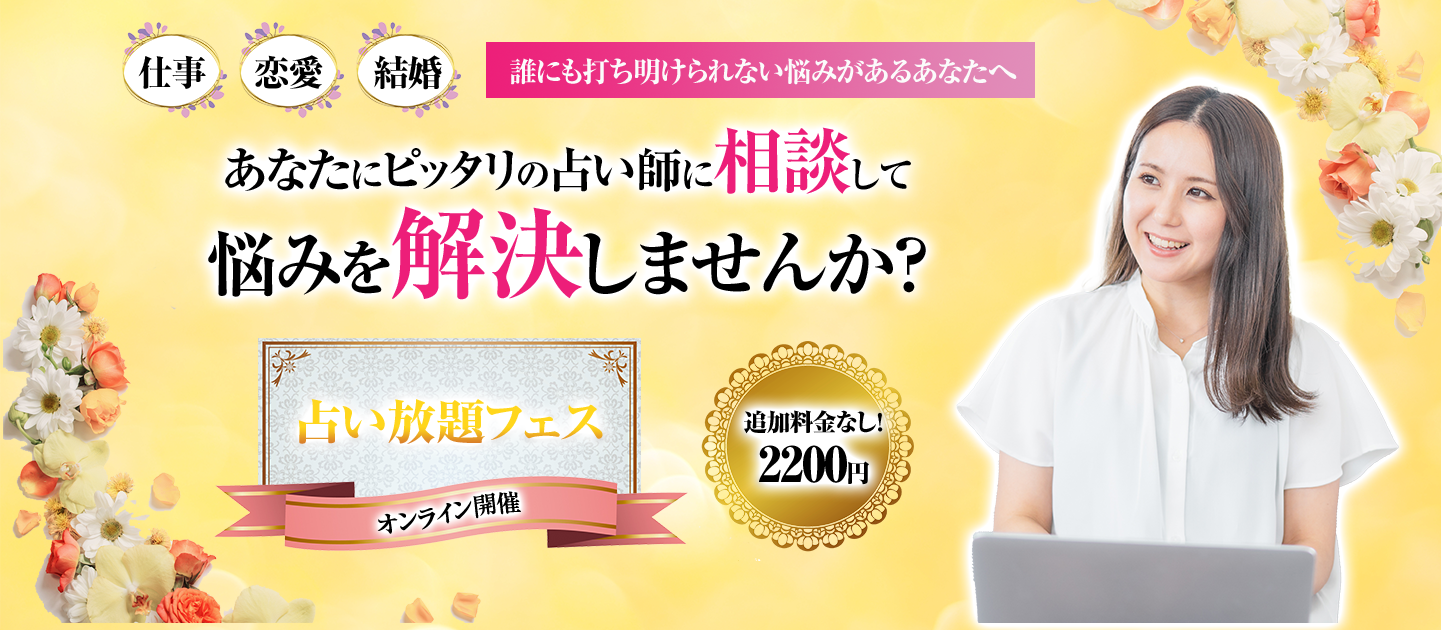 仕事
恋愛
結婚
誰にも打ち明けられない悩みがあるあなたへ
あなたにピッタリの占い師に相談して
悩みを解決しませんか？
占い放題フェス
オンライン開催
追加料金なし！
2200円